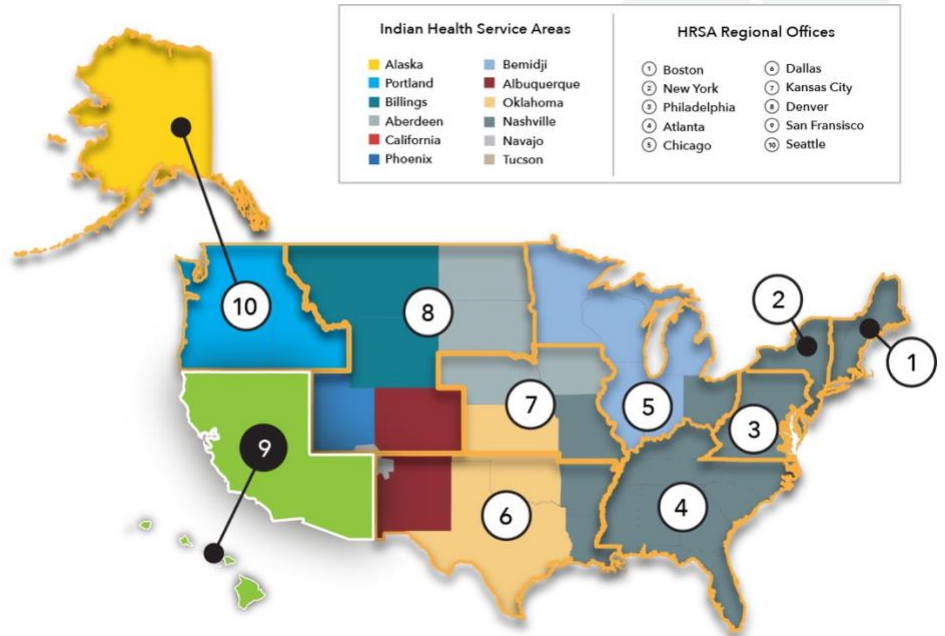 Indian Health Service Areas
Alaska
Portland
Billings
Aberdeen
California
Phoenix
Bemidji
Albuquerque
Oklahoma
Nashville
Navajo
Tucson
HRSA Regional Offices
1 Boston
2 New York
3 Philadelphia
4 Atlanta
5 Chicago
6 Dallas
7 Kansas City
8 Denver
9 San Fransisco
10 Seattle
10
8
2
1
7
5
3
9
6
4